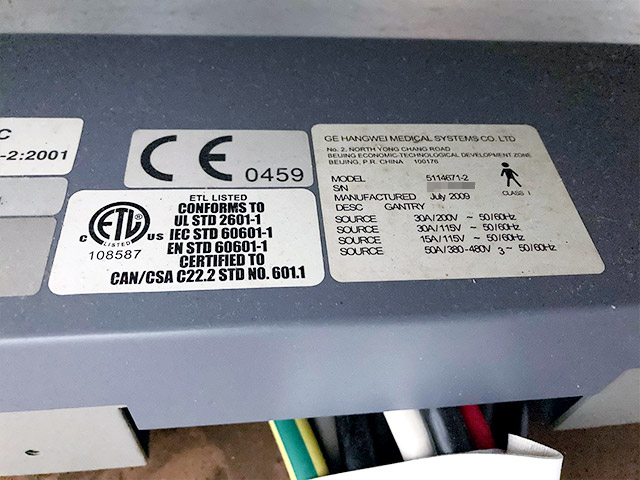 C
-2:2001
CE 0459
ETL LISTED
CONFORMS TO
UL STD 2601-1
IEC STD 60601-1
EN STD 60601-1
CERTIFIED TO
CAN/CSA C22.2 STD NO. 601.1
C ETL US
LISTED
108587
GE HANGWEI MEDICAL SYSTEMS CO. LTD
No. 2, NORTH YONG CHANG ROAD
BEIJING ECONOMIC-TECHNOLOGICAL DEVELOPMENT ZONE
BEIJING, P.R. CHINA 100176
MODEL 5114671-2
S/N
MANUFACTURED July 2009
DESC GANTRY
SOURCE 30A/200V ~ 50/60Hz
SOURCE 30A/115V ~ 50/60Hz
SOURCE 15A/115V ~ 50/60Hz
SOURCE 50A/380-480V 3~ 50/60Hz
CLASS I